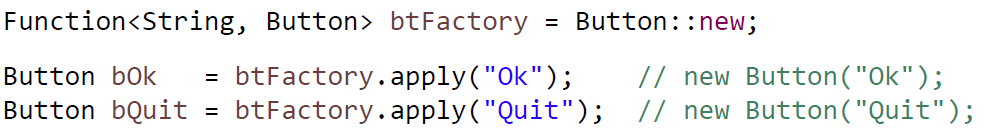 Function<String, Button> btFactory = Button::new;
Button bOk   = btFactory.apply("Ok");    // new Button("Ok");
Button bQuit = btFactory.apply("Quit");  // new Button("Quit");